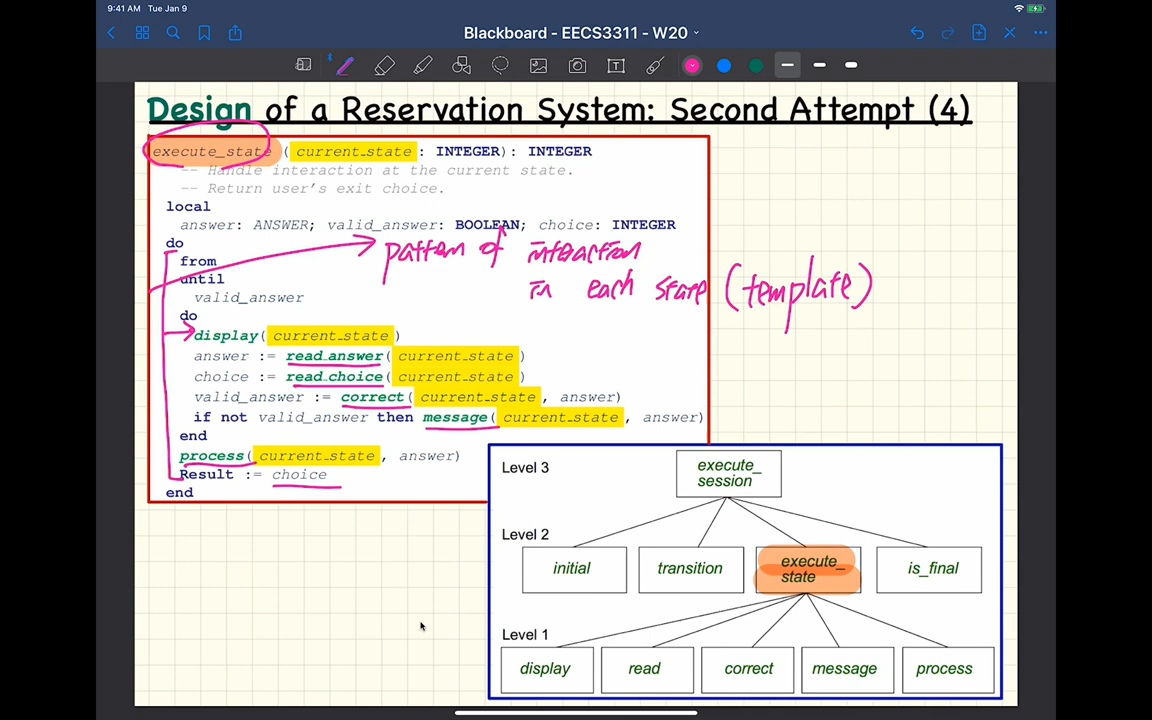 9:41 AM Tue Jan 9
Blackboard - EECS3311 - W20
Design of a Reservation System: Second Attempt (4)
execute_state (current_state: INTEGER): INTEGER
-- Handle interaction at the current state.
-- Return user's exit choice.
local
answer: ANSWER; valid_answer: BOOLEAN; choice: INTEGER
do
from
until
valid_answer
do
display(current_state)
answer := read_answer(current_state)
choice := read_choice(current_state)
valid_answer := correct(current_state, answer)
if not valid_answer then message(current_state, answer)
end
process(current_state, answer)
Result := choice
end
pattern of interaction
in each state (template)
Level 3
execute_
session
Level 2
initial
transition
execute_
state
is_final
Level 1
display
read
correct
message
process